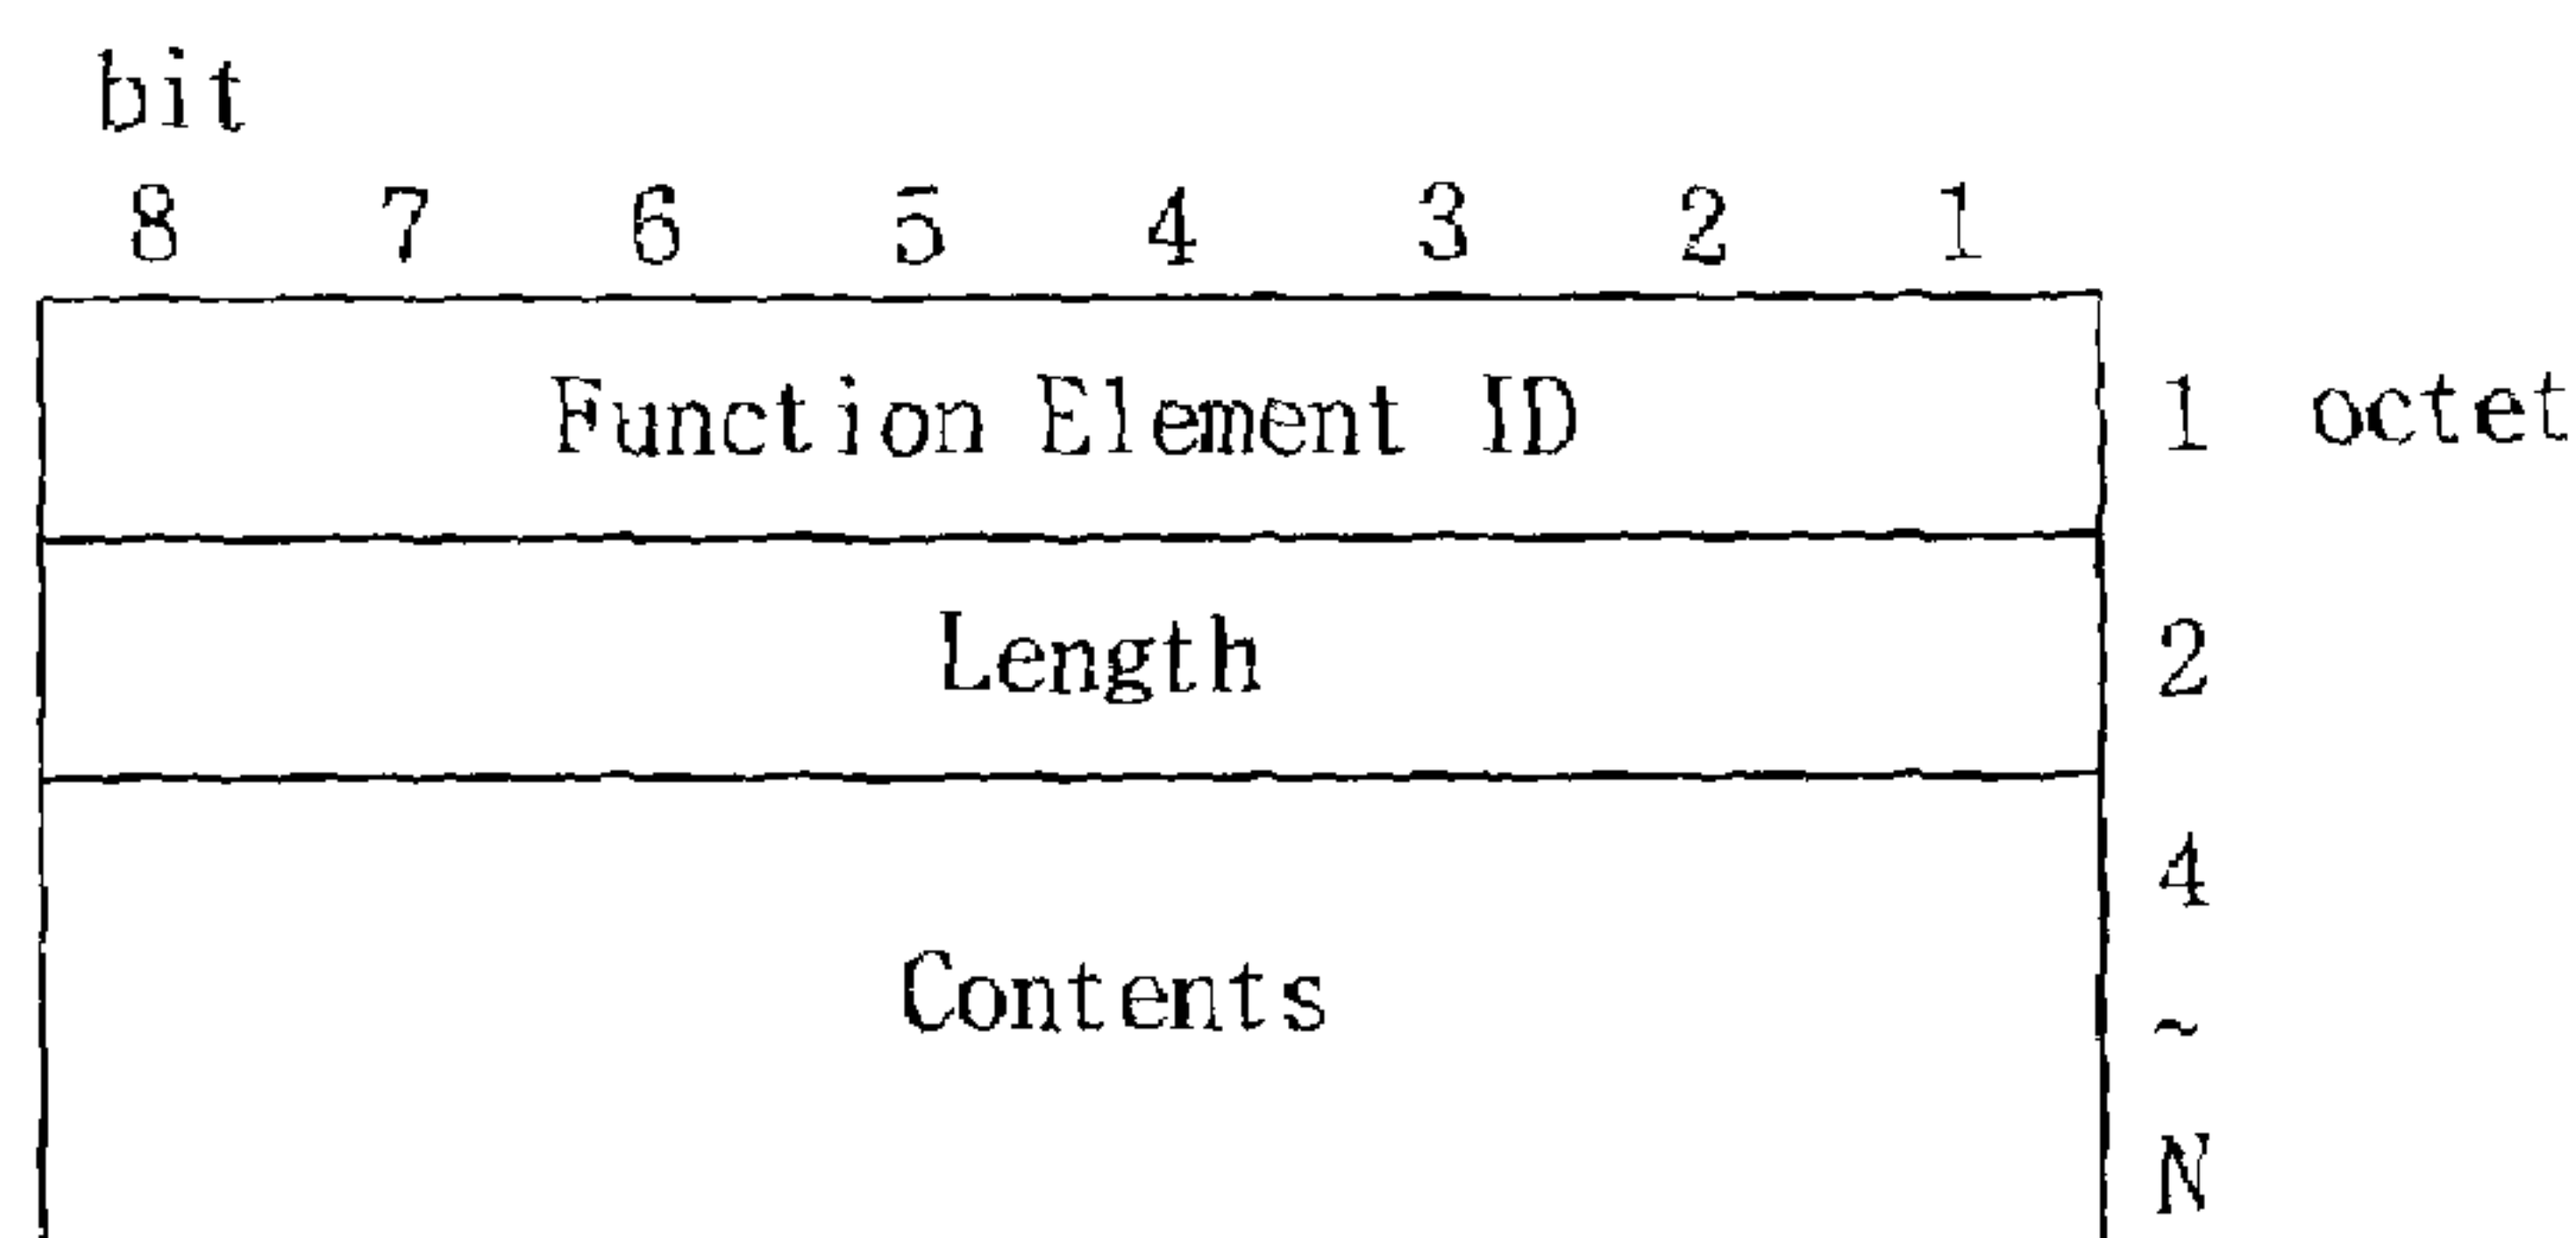 bit
8 7 6 5 4 3 2 1
Function Element ID 1 octet
Length 2
4
Contents ~
N